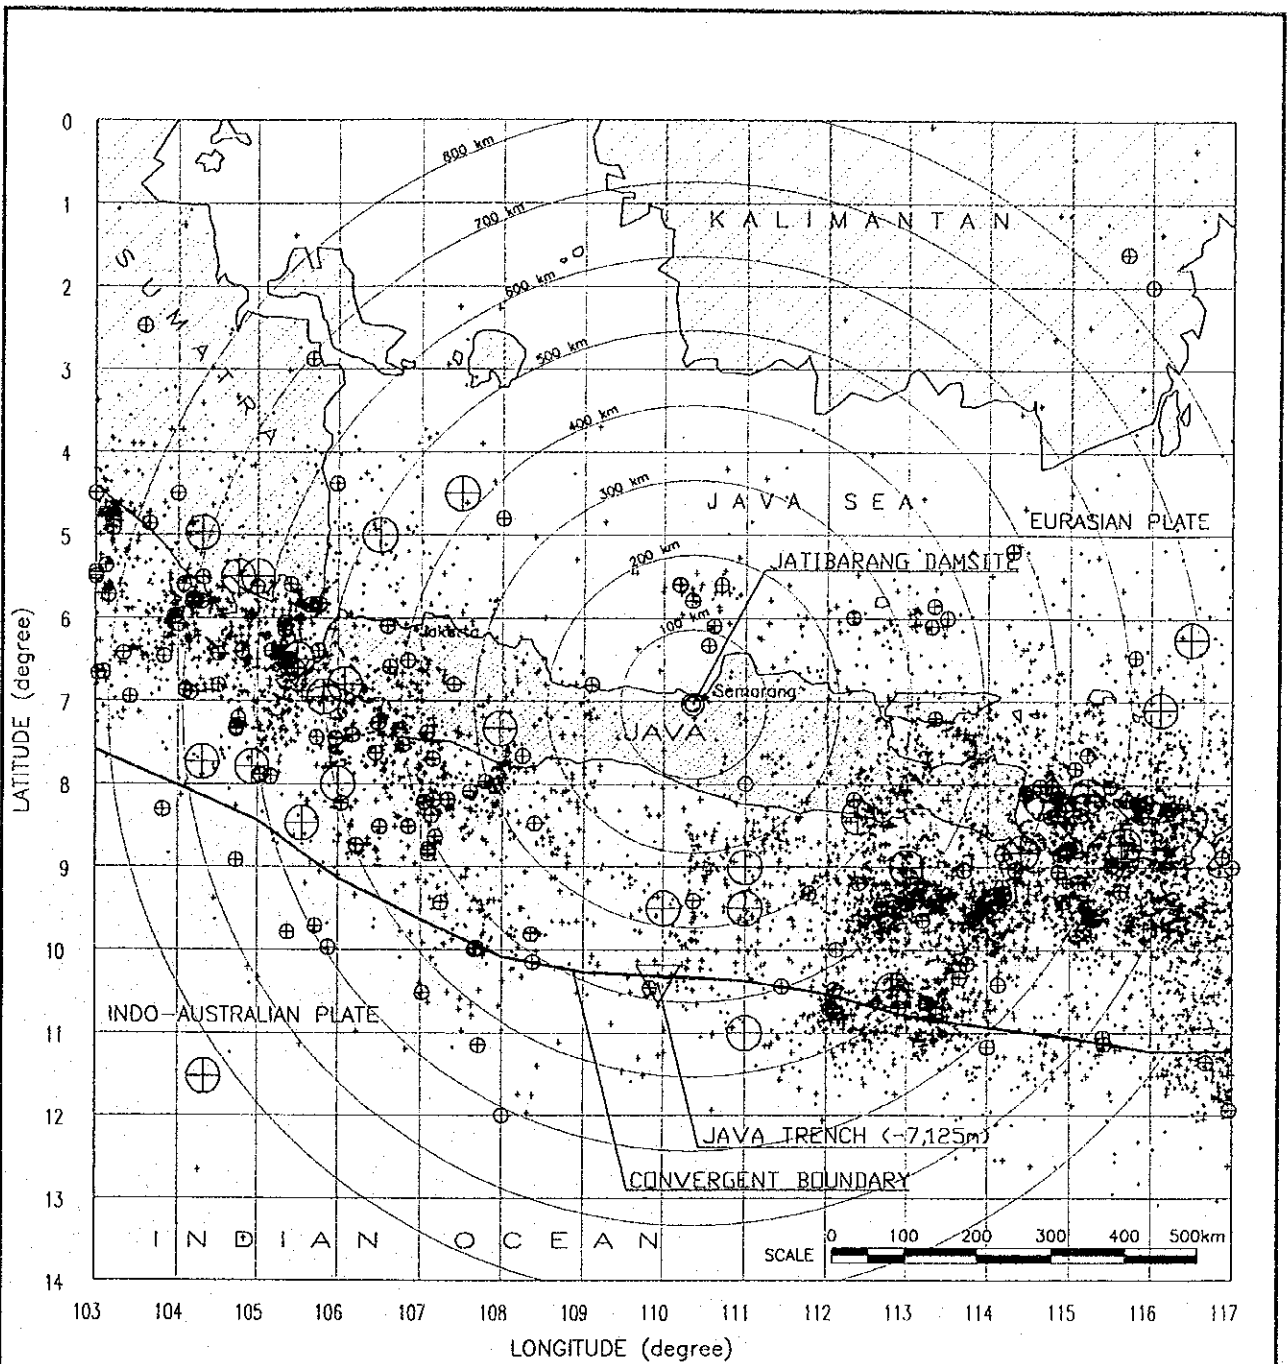 0
1
2
3
4
5
6
7
8
9
10
11
12
13
14
LATITUDE (degree)
800 km
700 km
600 km
500 km
400 km
300 km
200 km
100 km
KALIMANTAN
SUMATRA
JAVA SEA
EURASIAN PLATE
JATIBARANG DAMSITE
Jakarta
Semarang
JAVA
INDO-AUSTRALIAN PLATE
JAVA TRENCH (-7,125m)
CONVERGENT BOUNDARY
INDIAN OCEAN
SCALE 0 100 200 300 400 500km
103 104 105 106 107 108 109 110 111 112 113 114 115 116 117
LONGITUDE (degree)